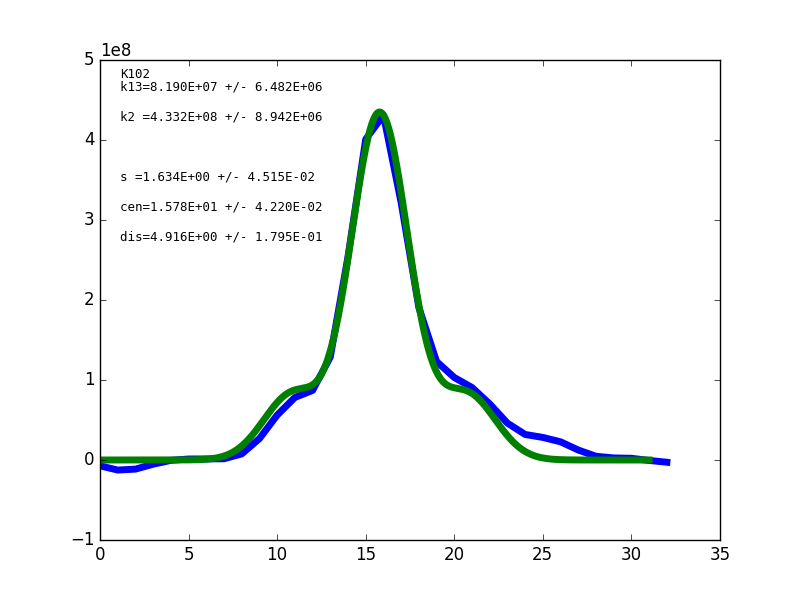 1e8
K102
k13=8.190E+07 +/- 6.482E+06
k2 =4.332E+08 +/- 8.942E+06
s =1.634E+00 +/- 4.515E-02
cen=1.578E+01 +/- 4.220E-02
dis=4.916E+00 +/- 1.795E-01
5
4
3
2
1
0
−1
0 5 10 15 20 25 30 35